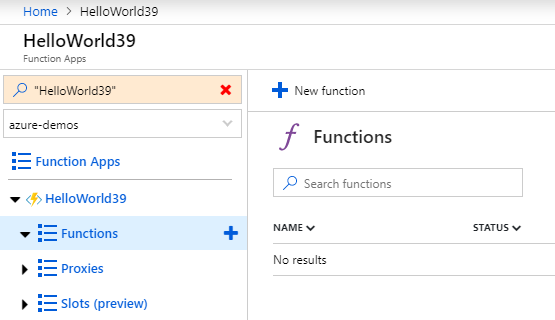 Home > HelloWorld39
HelloWorld39
Function Apps
"HelloWorld39"
azure-demos
Function Apps
HelloWorld39
Functions
Proxies
Slots (preview)
New function
Functions
Search functions
NAME STATUS
No results